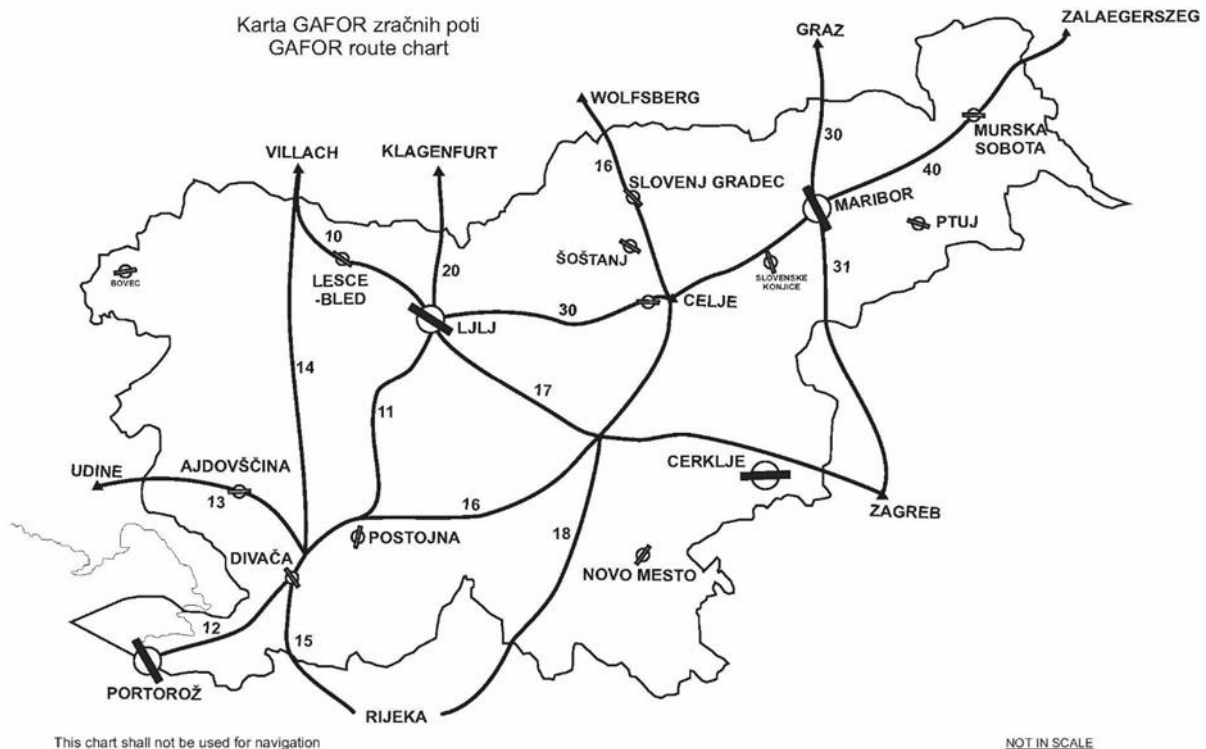 Karta GAFOR zračnih poti
GAFOR route chart
ZALAEGERSZEG
GRAZ
WOLFSBERG
30
MURSKA
SOBOTA
VILLACH
KLAGENFURT
16
40
SLOVENJ GRADEC
MARIBOR
PTUJ
10
ŠOŠTANJ
31
LESCE
-BLED
20
SLOVENSKE
KONJICE
BOVEC
30
CELJE
LJLJ
14
17
11
UDINE
AJDOVŠČINA
CERKLJE
13
16
ZAGREB
POSTOJNA
18
DIVAČA
NOVO MESTO
12
15
PORTOROŽ
RIJEKA
This chart shall not be used for navigation
NOT IN SCALE